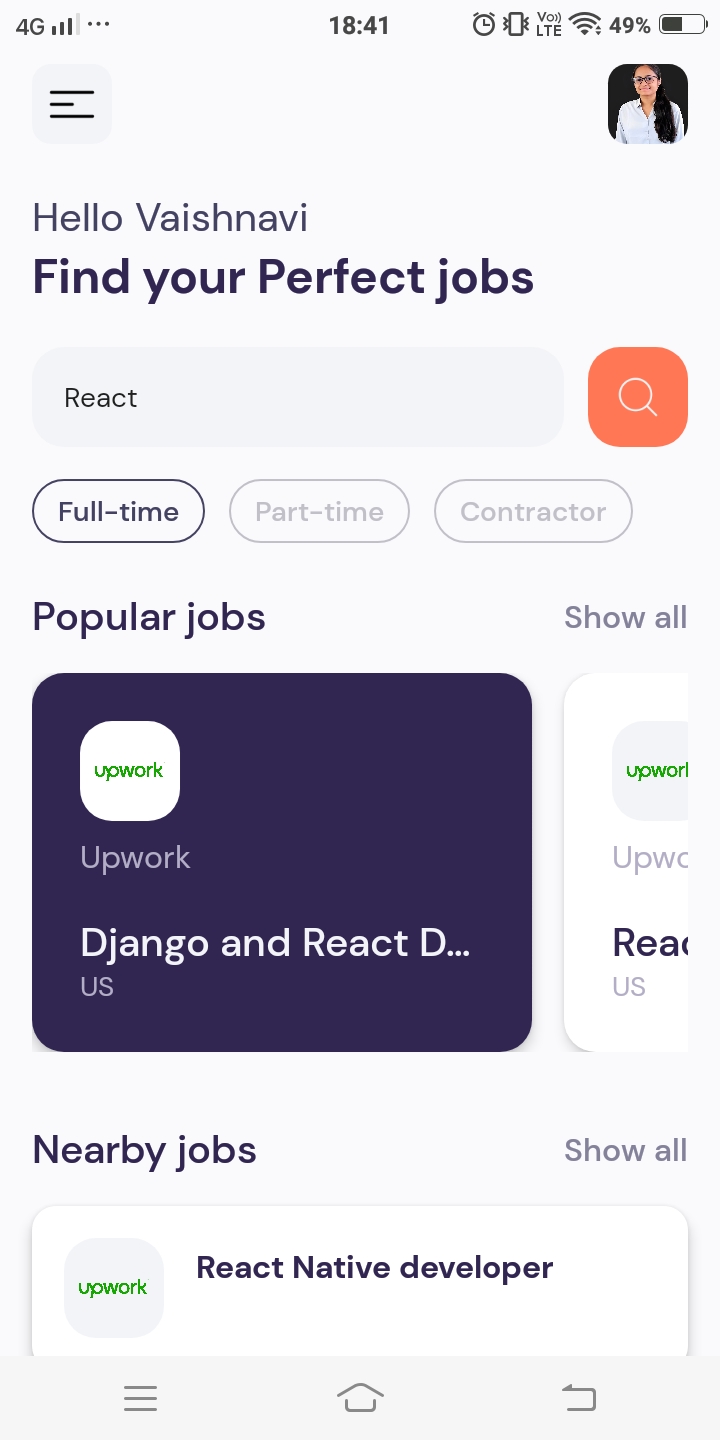 4G ... 18:41 Vo)) LTE 49%
Hello Vaishnavi
Find your Perfect jobs
React
Full-time Part-time Contractor
Popular jobs Show all
upwork upwork
Upwork Upwo
Django and React D... Reac
US US
Nearby jobs Show all
upwork React Native developer